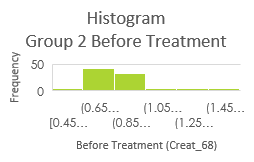 Histogram
Group 2 Before Treatment
Frequency
50
0
(0.65... (1.05... (1.45...
[0.45... (0.85... (1.25...
Before Treatment (Creat_68)